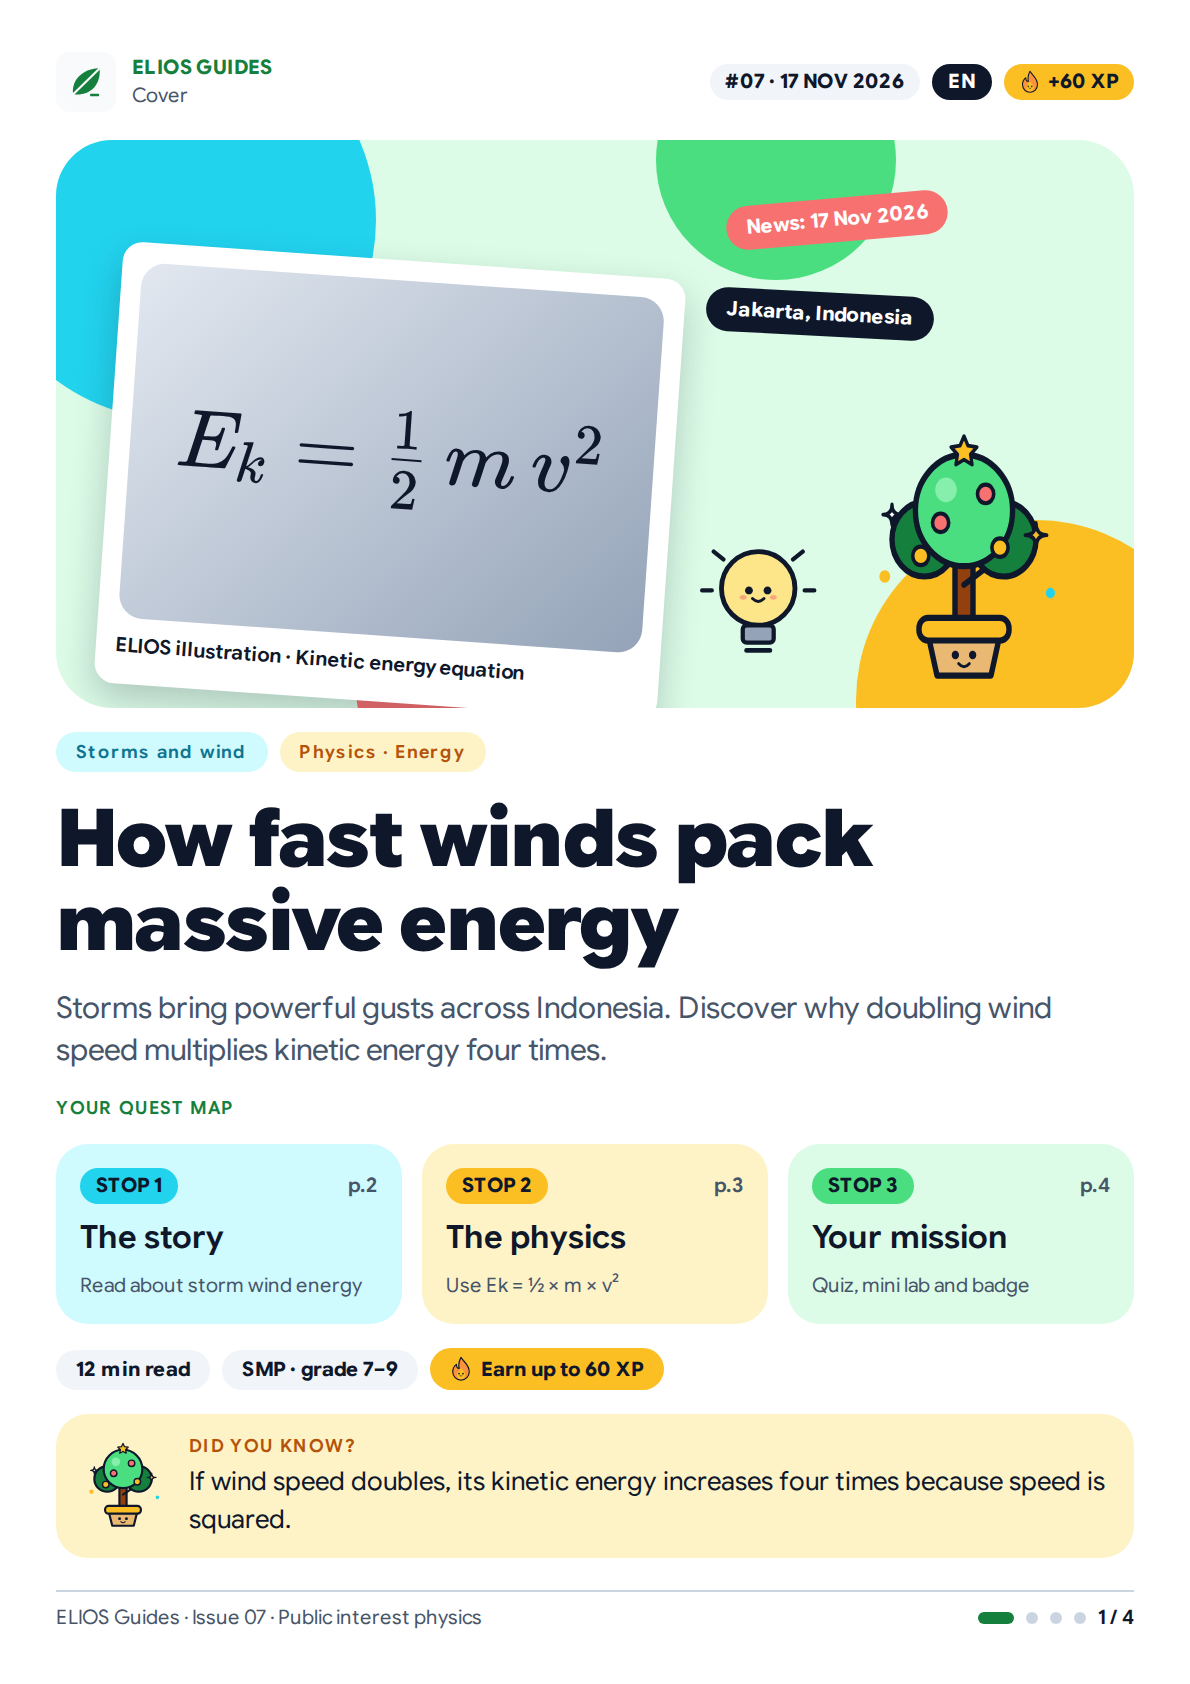 ELIOS GUIDES
Cover
#07 · 17 NOV 2026
EN
+60 XP
News: 17 Nov 2026
Jakarta, Indonesia
E_k = 1/2 m v²
ELIOS illustration · Kinetic energy equation
Storms and wind
Physics · Energy
How fast winds pack
massive energy
Storms bring powerful gusts across Indonesia. Discover why doubling wind
speed multiplies kinetic energy four times.
YOUR QUEST MAP
STOP 1
p.2
The story
Read about storm wind energy
STOP 2
p.3
The physics
Use Ek = ½ × m × v²
STOP 3
p.4
Your mission
Quiz, mini lab and badge
12 min read
SMP · grade 7–9
Earn up to 60 XP
DID YOU KNOW?
If wind speed doubles, its kinetic energy increases four times because speed is
squared.
ELIOS Guides · Issue 07 · Public interest physics
1 / 4